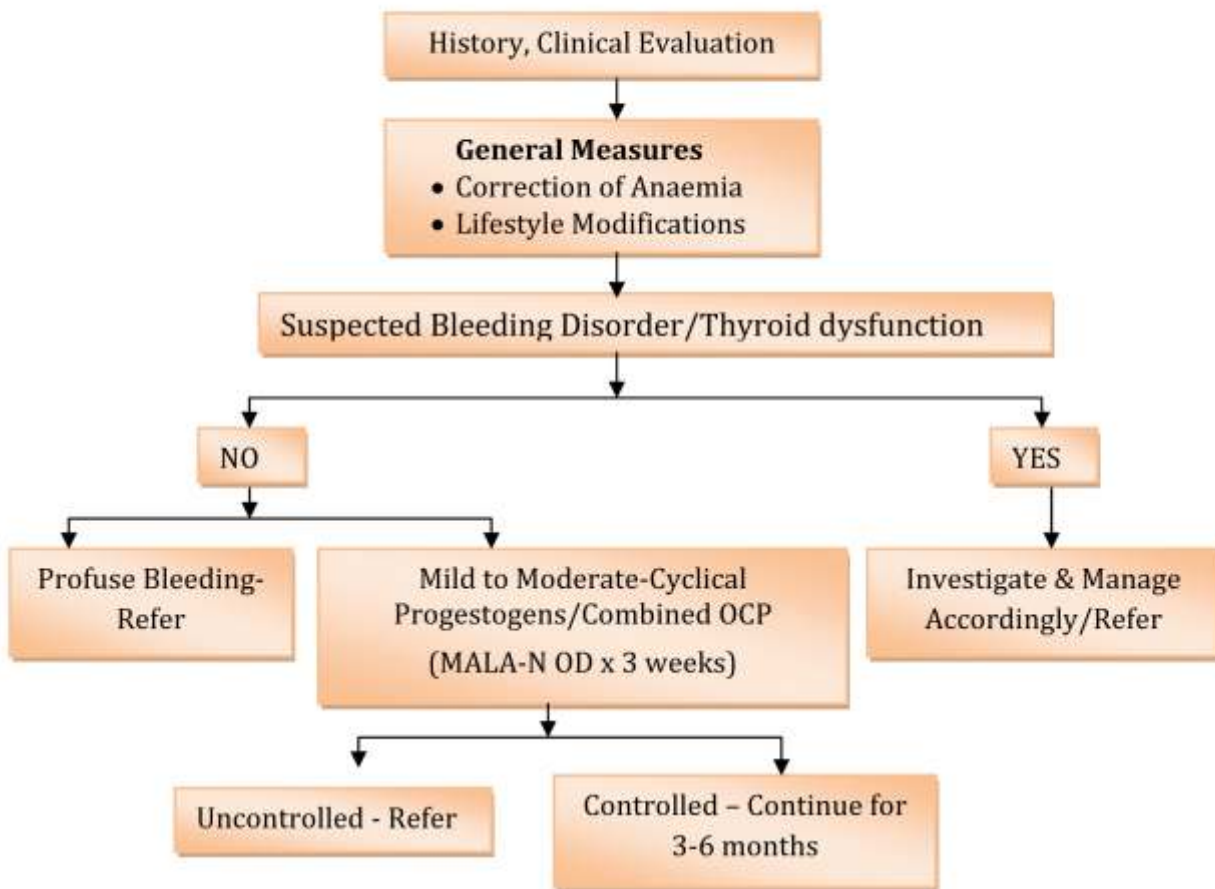 History, Clinical Evaluation
General Measures
• Correction of Anaemia
• Lifestyle Modifications
Suspected Bleeding Disorder/Thyroid dysfunction
NO
YES
Profuse Bleeding-
Refer
Mild to Moderate-Cyclical
Progestogens/Combined OCP
(MALA-N OD x 3 weeks)
Investigate & Manage
Accordingly/Refer
Uncontrolled - Refer
Controlled – Continue for
3-6 months